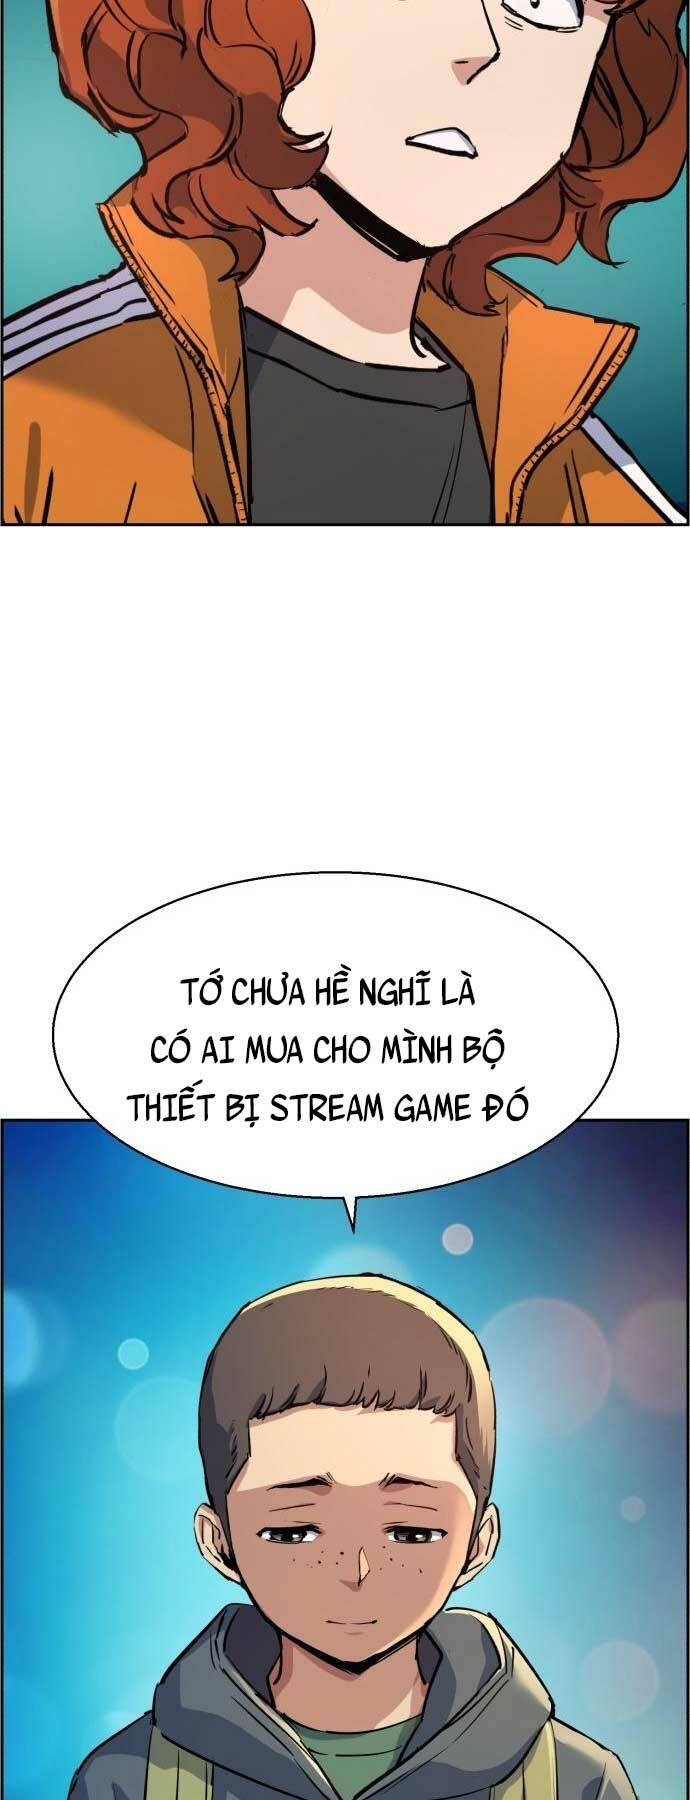 TỚ CHƯA HỀ NGHĨ LÀ
CÓ AI MUA CHO MÌNH BỘ
THIẾT BỊ STREAM GAME ĐÓ